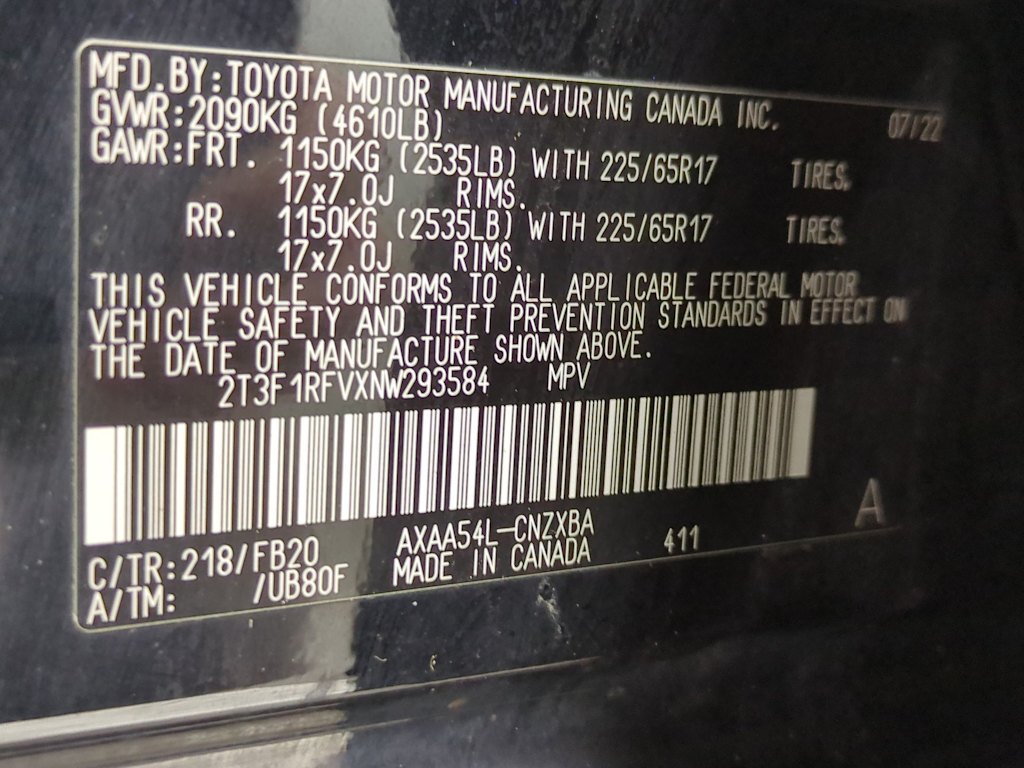 MFD.BY:TOYOTA MOTOR MANUFACTURING CANADA INC. 07/22
GVWR:2090KG (4610LB)
GAWR:FRT. 1150KG (2535LB) WITH 225/65R17 TIRES.
17x7.0J RIMS.
RR. 1150KG (2535LB) WITH 225/65R17 TIRES.
17x7.0J RIMS.
THIS VEHICLE CONFORMS TO ALL APPLICABLE FEDERAL MOTOR
VEHICLE SAFETY AND THEFT PREVENTION STANDARDS IN EFFECT ON
THE DATE OF MANUFACTURE SHOWN ABOVE.
2T3F1RFVXNW293584 MPV
A
C/TR:218/FB20 AXAA54L-CNZXBA 411
A/TM: /UB80F MADE IN CANADA